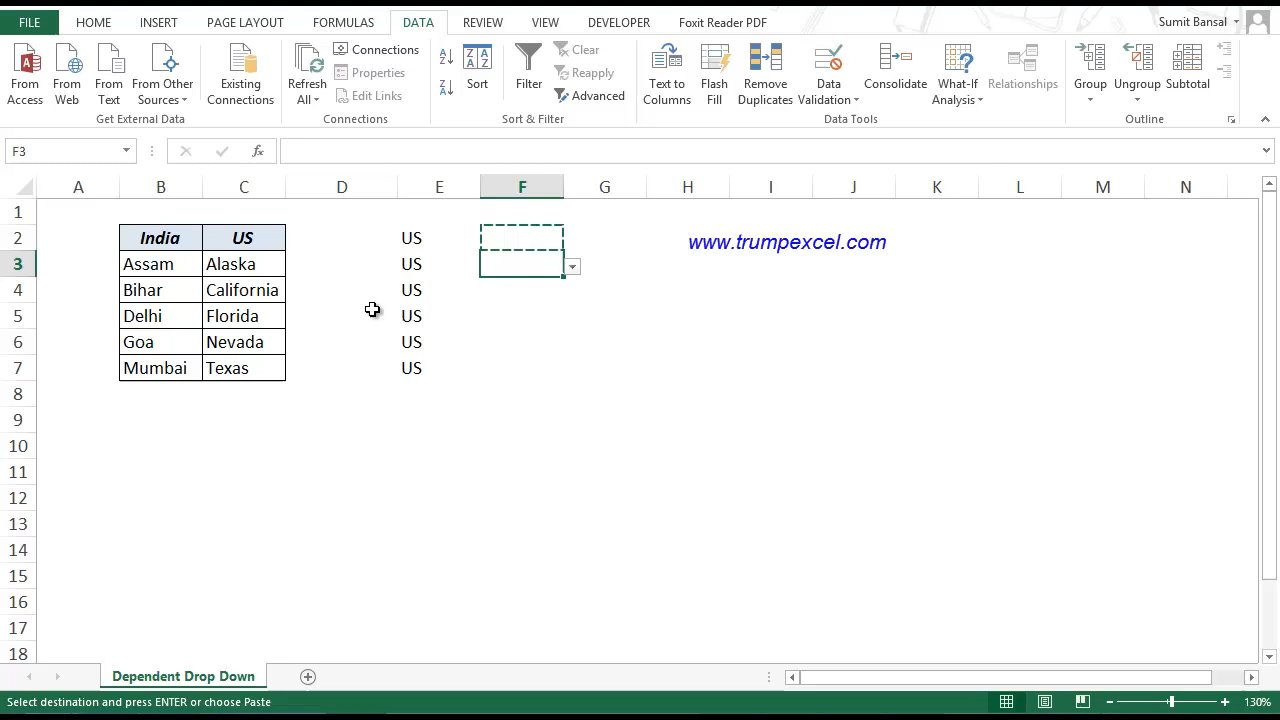 FILE HOME INSERT PAGE LAYOUT FORMULAS DATA REVIEW VIEW DEVELOPER Foxit Reader PDF Sumit Bansal
From Access
From Web
From Text
From Other Sources
Existing Connections
Get External Data
Refresh All
Connections
Properties
Edit Links
Connections
Sort
Filter
Clear
Reapply
Advanced
Sort & Filter
Text to Columns
Flash Fill
Remove Duplicates
Data Validation
Consolidate
What-If Analysis
Relationships
Data Tools
Group
Ungroup
Subtotal
Outline
F3 fx
A B C D E F G H I J K L M N
1
2 India US US www.trumpexcel.com
3 Assam Alaska US
4 Bihar California US
5 Delhi Florida US
6 Goa Nevada US
7 Mumbai Texas US
8
9
10
11
12
13
14
15
16
17
18
Dependent Drop Down
Select destination and press ENTER or choose Paste 130%